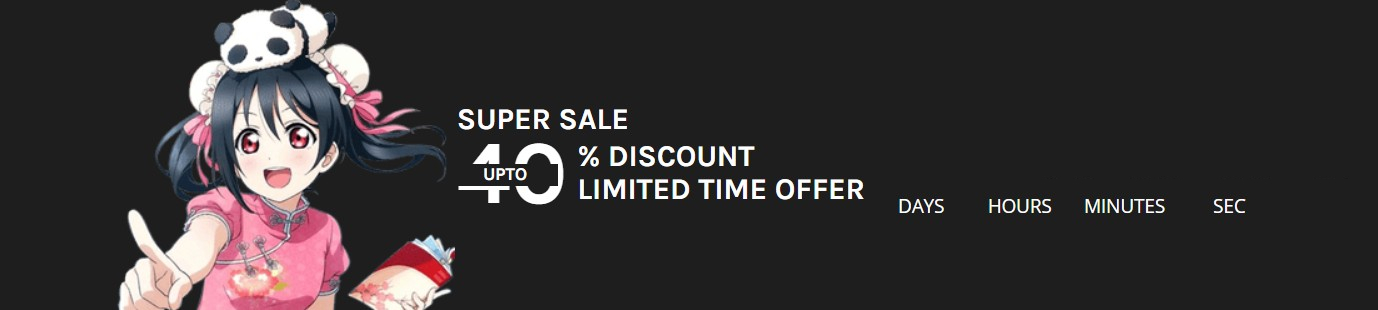 SUPER SALE
40 UPTO
% DISCOUNT
LIMITED TIME OFFER
DAYS HOURS MINUTES SEC